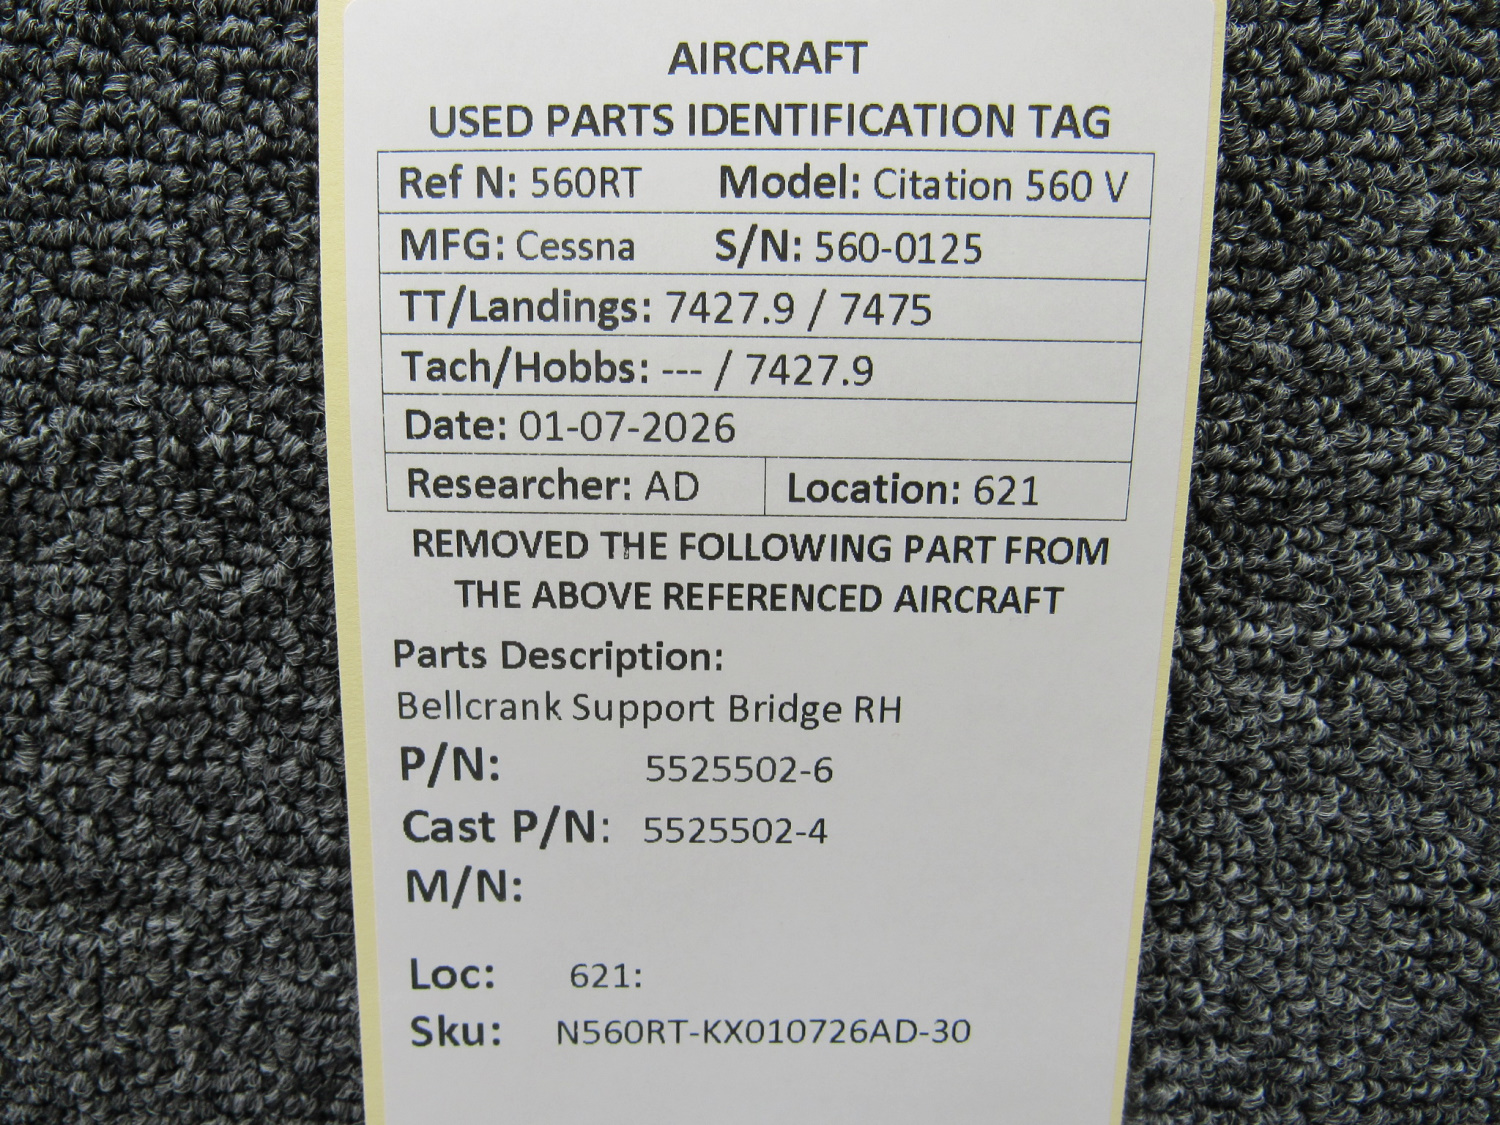 AIRCRAFT
USED PARTS IDENTIFICATION TAG
Ref N: 560RT Model: Citation 560 V
MFG: Cessna S/N: 560-0125
TT/Landings: 7427.9 / 7475
Tach/Hobbs: --- / 7427.9
Date: 01-07-2026
Researcher: AD Location: 621
REMOVED THE FOLLOWING PART FROM
THE ABOVE REFERENCED AIRCRAFT
Parts Description:
Bellcrank Support Bridge RH
P/N: 5525502-6
Cast P/N: 5525502-4
M/N:
Loc: 621:
Sku: N560RT-KX010726AD-30